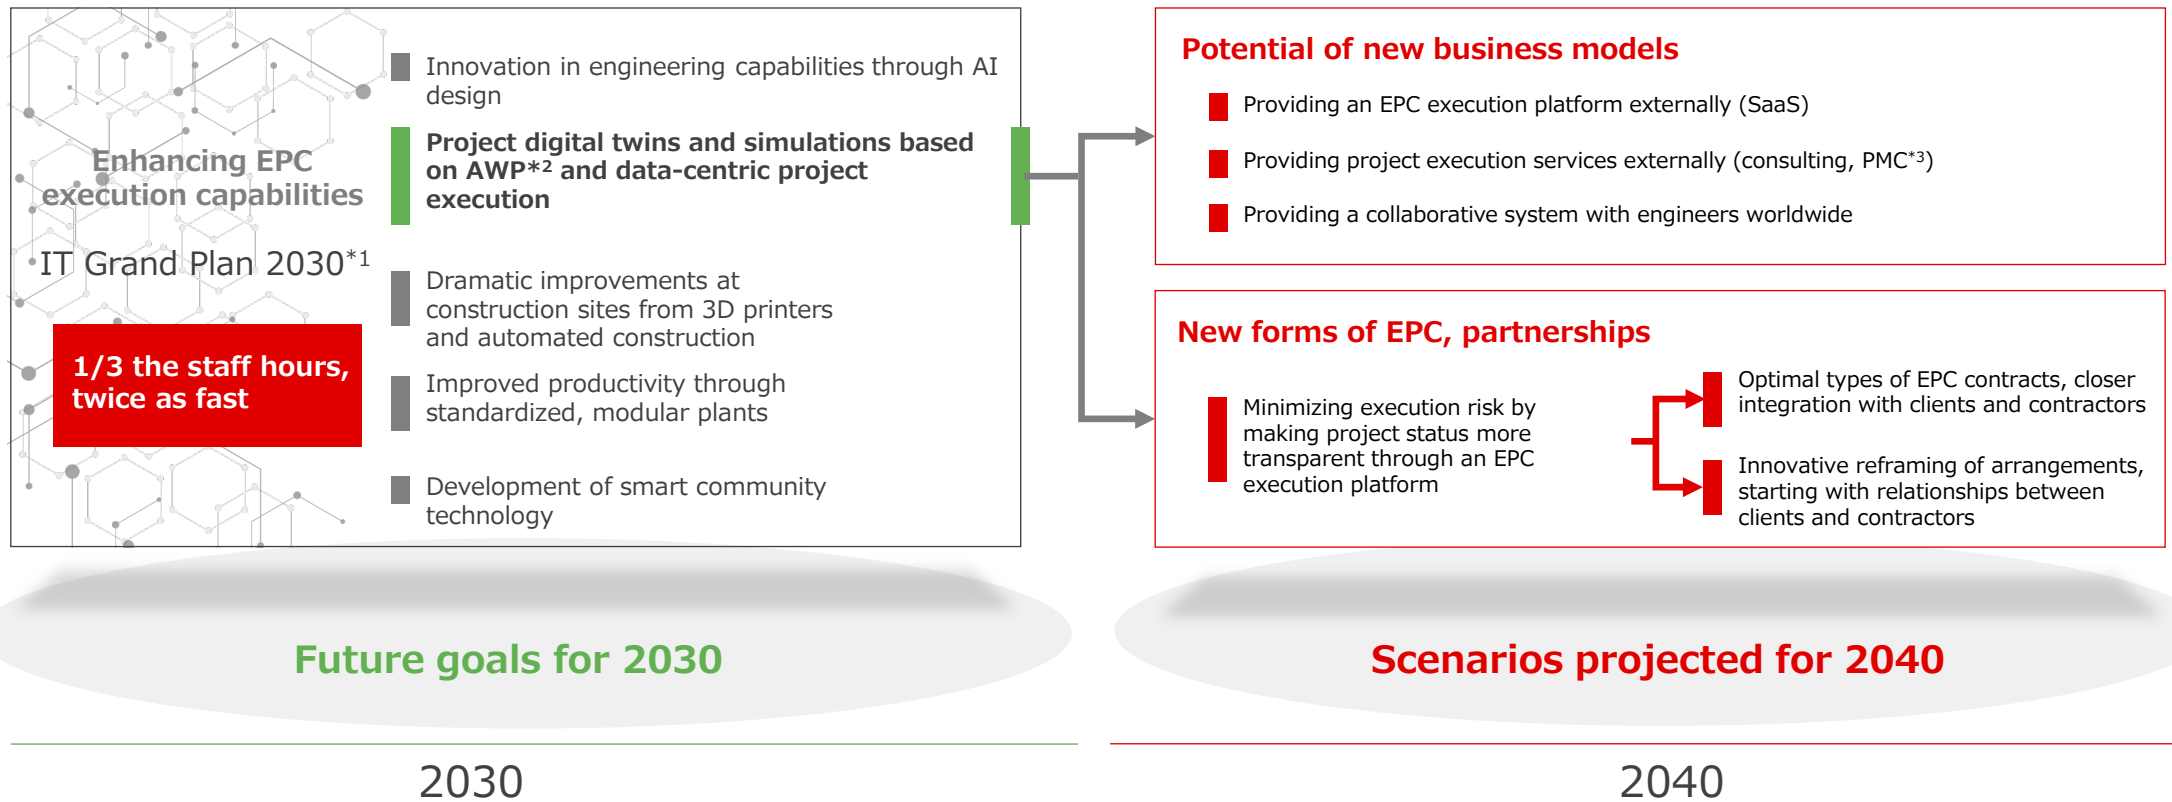 Enhancing EPC
execution capabilities
IT Grand Plan 2030*1
1/3 the staff hours,
twice as fast
Innovation in engineering capabilities through AI
design
Project digital twins and simulations based
on AWP*2 and data-centric project
execution
Dramatic improvements at
construction sites from 3D printers
and automated construction
Improved productivity through
standardized, modular plants
Development of smart community
technology
Potential of new business models
Providing an EPC execution platform externally (SaaS)
Providing project execution services externally (consulting, PMC*3)
Providing a collaborative system with engineers worldwide
New forms of EPC, partnerships
Minimizing execution risk by
making project status more
transparent through an EPC
execution platform
Optimal types of EPC contracts, closer
integration with clients and contractors
Innovative reframing of arrangements,
starting with relationships between
clients and contractors
Future goals for 2030
Scenarios projected for 2040
2030
2040